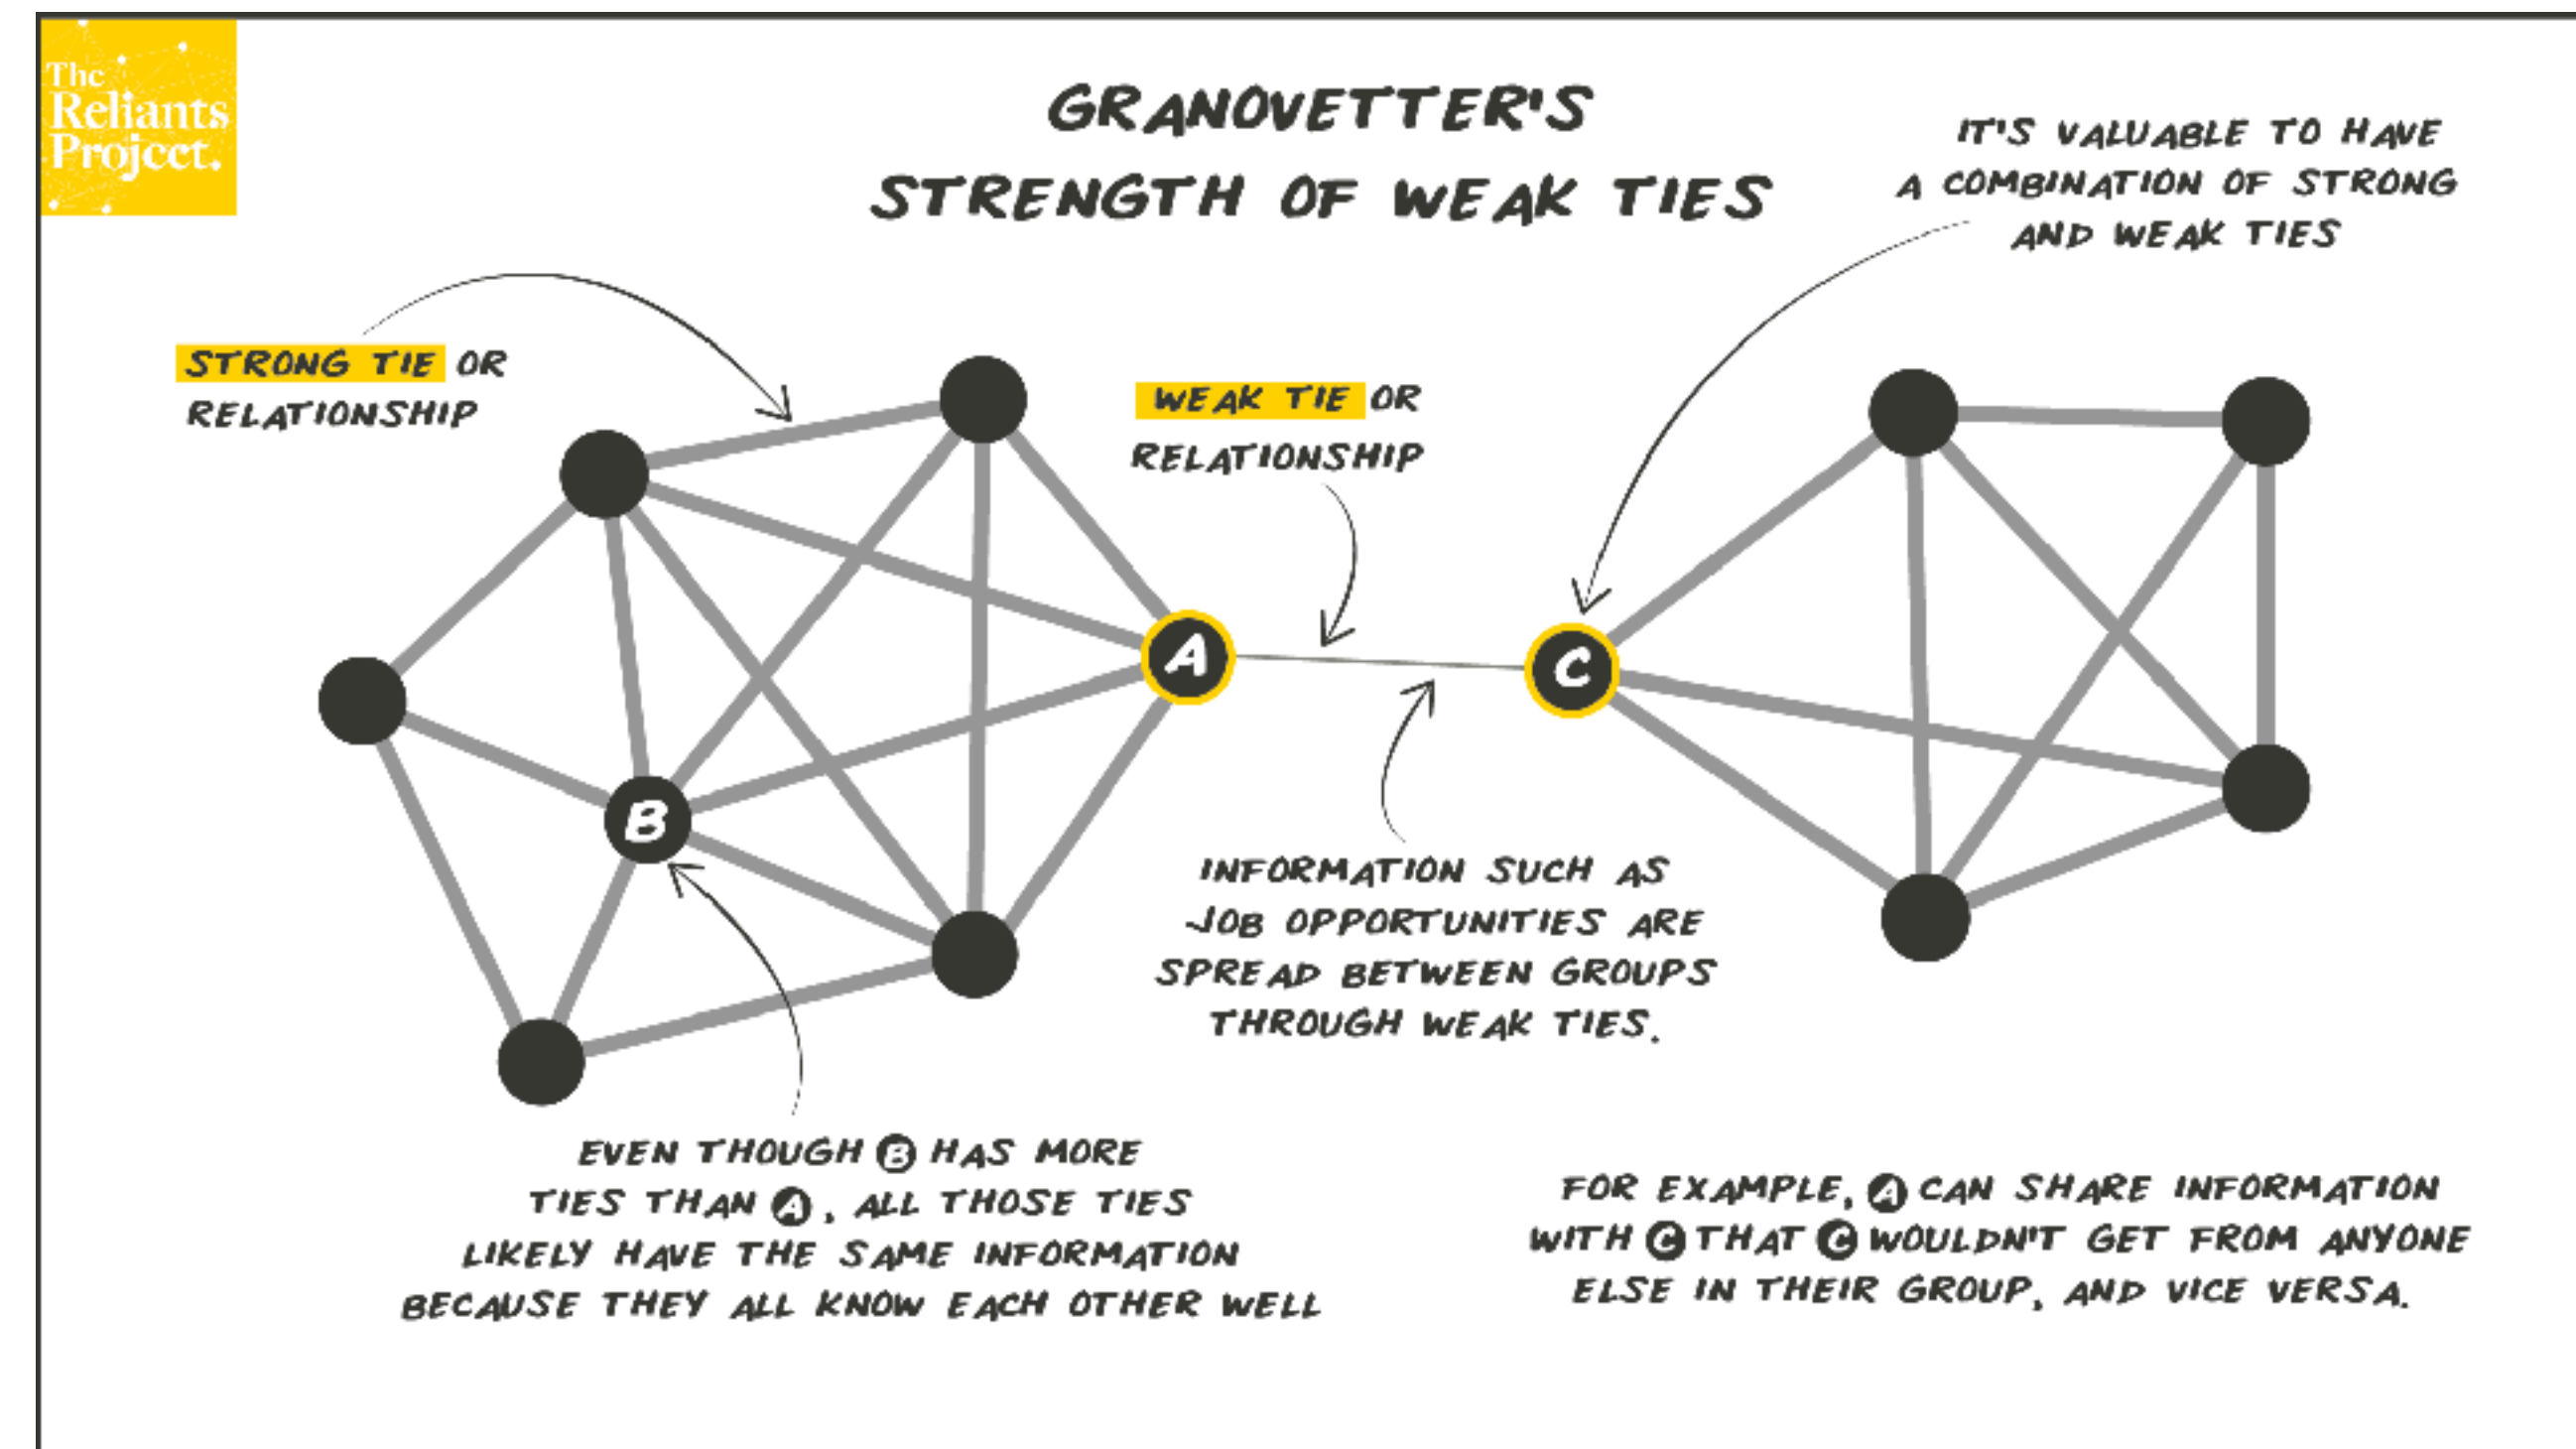 The
Reliants
Project.
GRANOVETTER'S
STRENGTH OF WEAK TIES
IT'S VALUABLE TO HAVE
A COMBINATION OF STRONG
AND WEAK TIES
STRONG TIE OR
RELATIONSHIP
WEAK TIE OR
RELATIONSHIP
A
C
B
INFORMATION SUCH AS
JOB OPPORTUNITIES ARE
SPREAD BETWEEN GROUPS
THROUGH WEAK TIES.
EVEN THOUGH B HAS MORE
TIES THAN A, ALL THOSE TIES
LIKELY HAVE THE SAME INFORMATION
BECAUSE THEY ALL KNOW EACH OTHER WELL
FOR EXAMPLE, A CAN SHARE INFORMATION
WITH C THAT C WOULDN'T GET FROM ANYONE
ELSE IN THEIR GROUP, AND VICE VERSA.